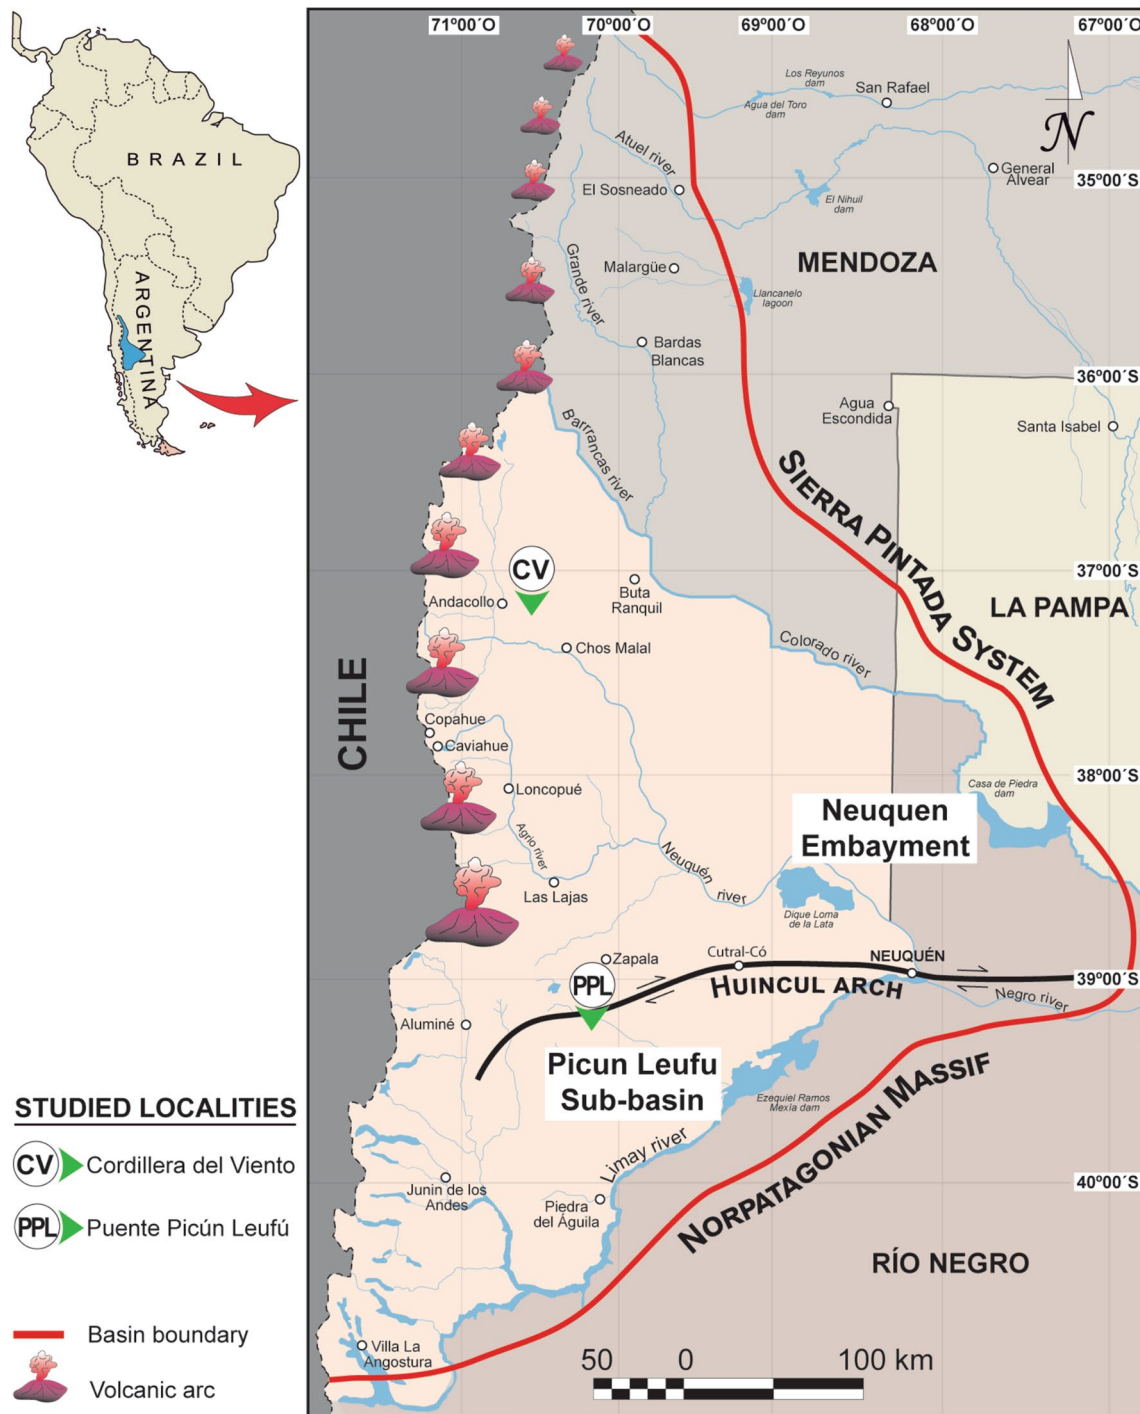 71°00´O
70°00´O
69°00´O
68°00´O
67°00´O
BRAZIL
ARGENTINA
N
Los Reyunos
dam
San Rafael
Agua del Toro
dam
Atuel river
General
Alvear
35°00´S
El Sosneado
El Nihuil
dam
Grande river
Malargüe
MENDOZA
Llancanelo
lagoon
Bardas
Blancas
36°00´S
Agua
Escondida
Santa Isabel
Barrancas river
SIERRA PINTADA SYSTEM
CV
37°00´S
Andacollo
Buta
Ranquil
LA PAMPA
Chos Malal
Colorado river
CHILE
Copahue
Caviahue
38°00´S
Loncopué
Casa de Piedra
dam
Neuquen
Embayment
Agrio river
Neuquén
river
Las Lajas
Dique Loma
de la Lata
Zapala
Cutral-Có
NEUQUÉN
39°00´S
PPL
HUINCUL ARCH
Negro river
Aluminé
Picun Leufu
Sub-basin
Ezequiel Ramos
Mexía dam
NORPATAGONIAN MASSIF
Limay river
40°00´S
Junin de los
Andes
Piedra
del Águila
RÍO NEGRO
Villa La
Angostura
50 0 100 km
STUDIED LOCALITIES
CV Cordillera del Viento
PPL Puente Picún Leufú
Basin boundary
Volcanic arc